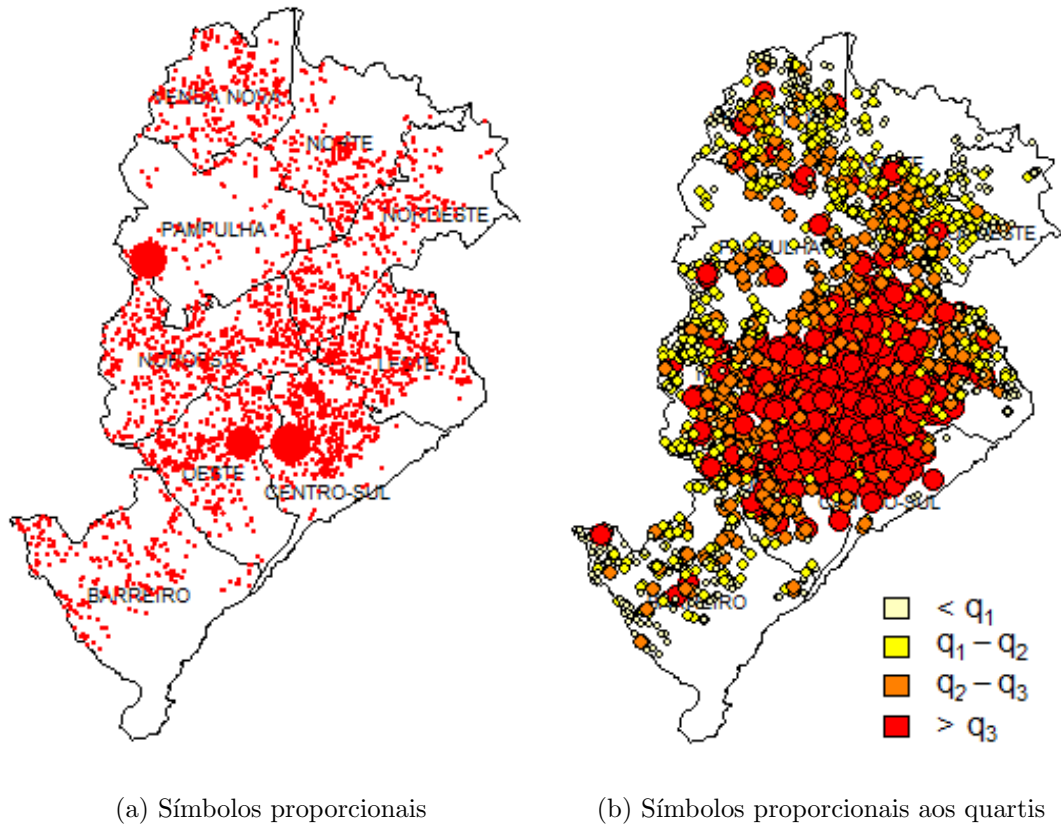 VENDA NOVA
NORTE
NORDESTE
PAMPULHA
NOROESTE
LESTE
OESTE
CENTRO-SUL
BARREIRO
< q1
q1 – q2
q2 – q3
> q3
(a) Símbolos proporcionais
(b) Símbolos proporcionais aos quartis